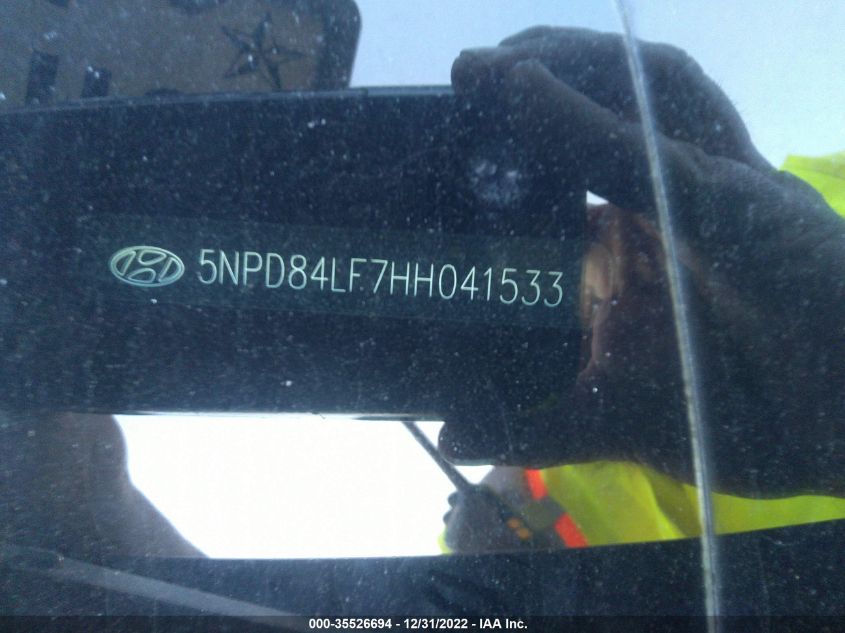 5NPD84LF7HH041533
000-35526694 - 12/31/2022 - IAA Inc.